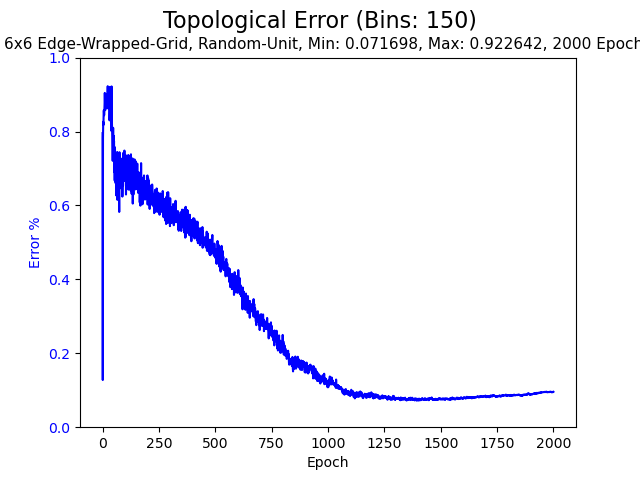 Topological Error (Bins: 150)
6x6 Edge-Wrapped-Grid, Random-Unit, Min: 0.071698, Max: 0.922642, 2000 Epoch
1.0
0.8
0.6
0.4
0.2
0.0
Error %
0 250 500 750 1000 1250 1500 1750 2000
Epoch